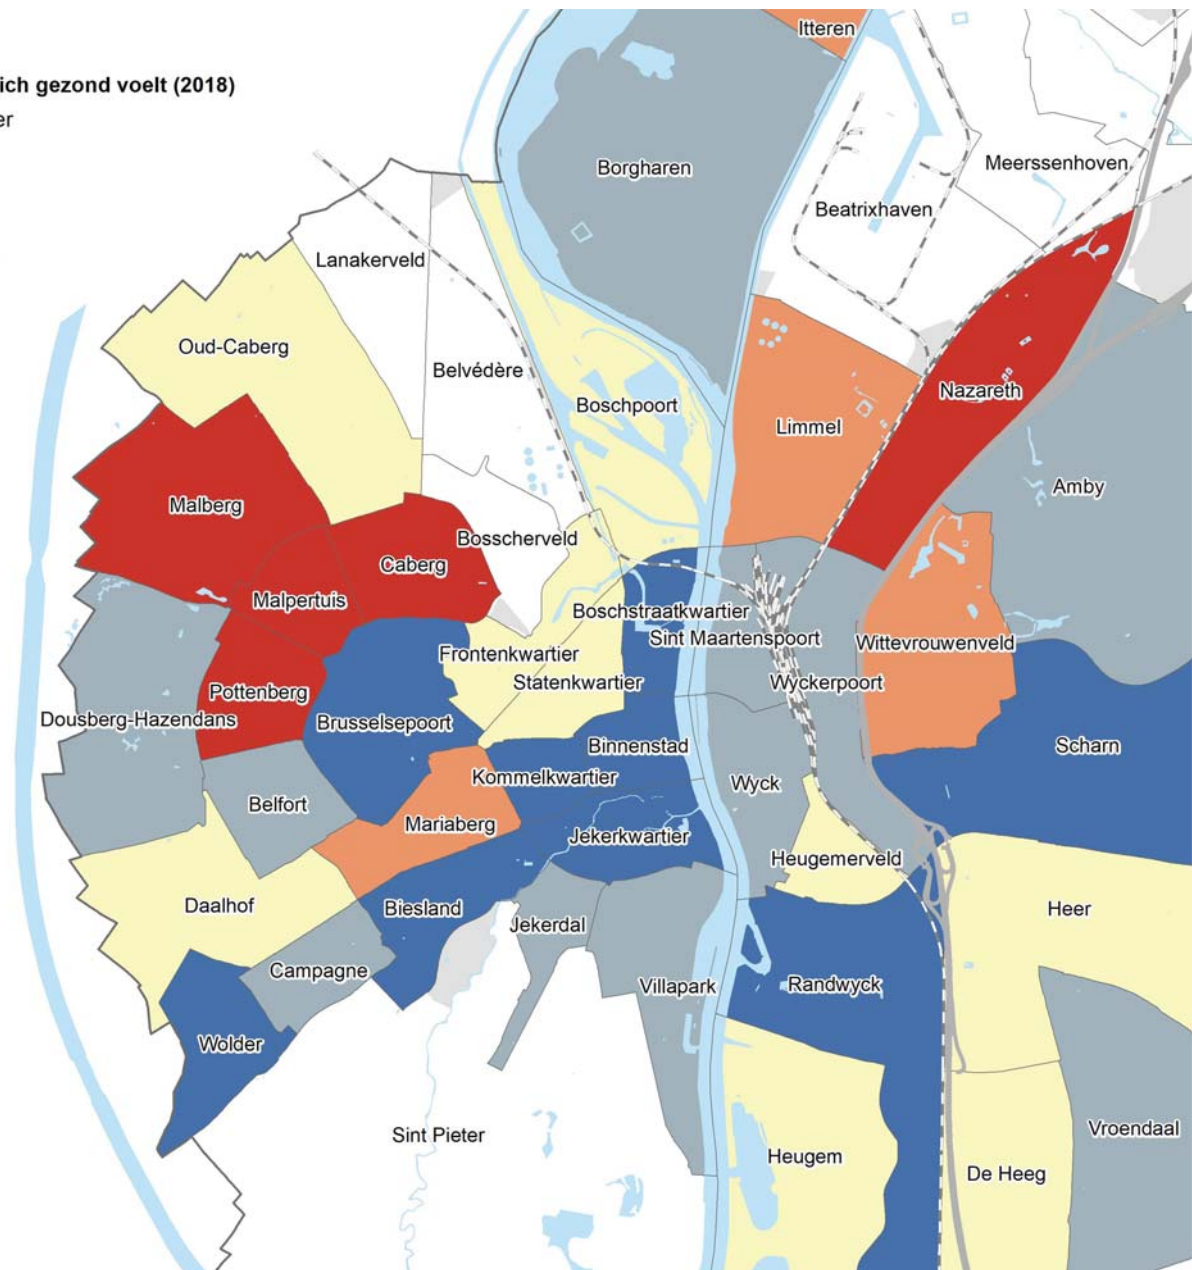 Itteren
ich gezond voelt (2018)
er
Borgharen
Meerssenhoven
Beatrixhaven
Lanakerveld
Oud-Caberg
Belvédère
Nazareth
Boschpoort
Limmel
Amby
Malberg
Bosscherveld
Caberg
Malpertuis
Boschstraatkwartier
Sint Maartenspoort
Wittevrouwenveld
Frontenkwartier
Statenkwartier
Wyckerpoort
Pottenberg
Dousberg-Hazendans
Brusselsepoort
Binnenstad
Scharn
Kommelkwartier
Wyck
Belfort
Mariaberg
Jekerkwartier
Heugemerveld
Daalhof
Biesland
Heer
Jekerdal
Campagne
Villapark
Randwyck
Wolder
Sint Pieter
Vroendaal
Heugem
De Heeg